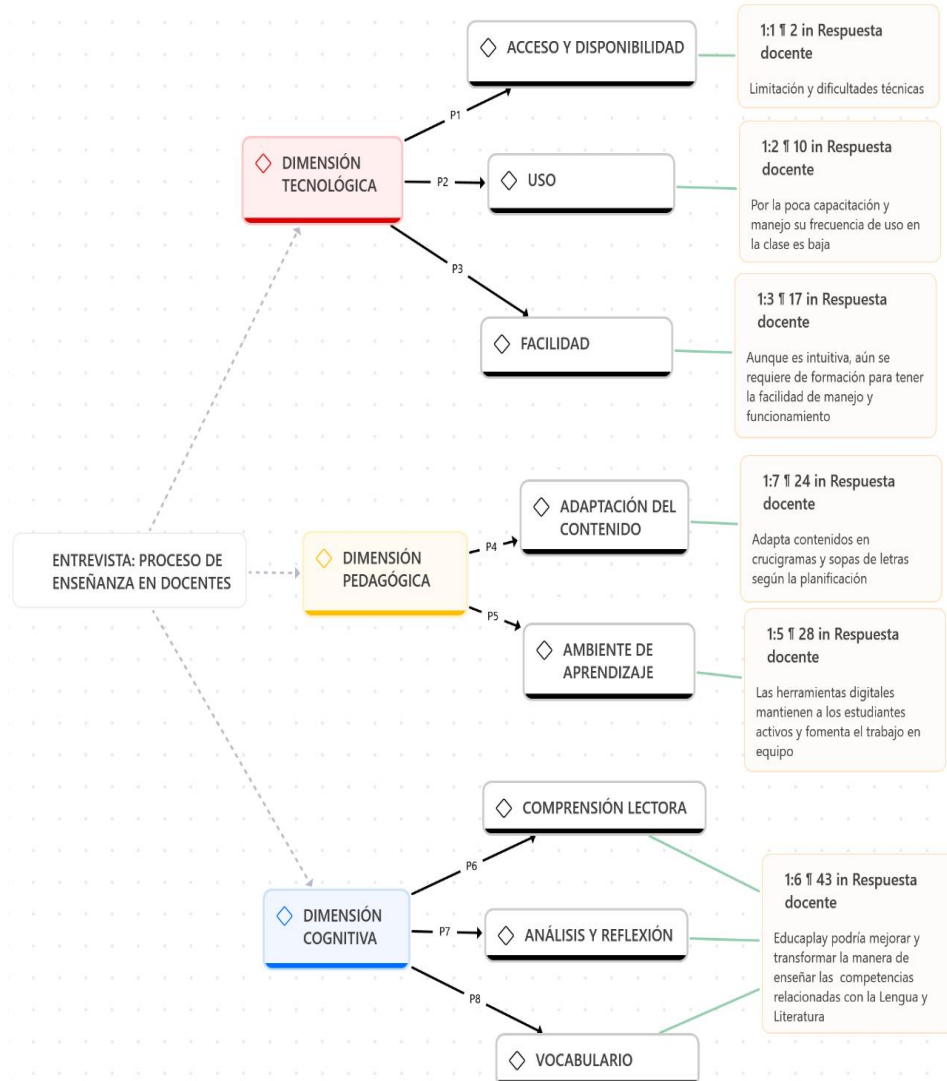 ACCESO Y DISPONIBILIDAD
1:1 ¶ 2 in Respuesta
docente
Limitación y dificultades técnicas
P1
DIMENSIÓN
TECNOLÓGICA
P2
USO
1:2 ¶ 10 in Respuesta
docente
Por la poca capacitación y
manejo su frecuencia de uso en
la clase es baja
P3
FACILIDAD
1:3 ¶ 17 in Respuesta
docente
Aunque es intuitiva, aún se
requiere de formación para tener
la facilidad de manejo y
funcionamiento
ENTREVISTA: PROCESO DE
ENSEÑANZA EN DOCENTES
DIMENSIÓN
PEDAGÓGICA
P4
ADAPTACIÓN DEL
CONTENIDO
1:7 ¶ 24 in Respuesta
docente
Adapta contenidos en
crucigramas y sopas de letras
según la planificación
P5
AMBIENTE DE
APRENDIZAJE
1:5 ¶ 28 in Respuesta
docente
Las herramientas digitales
mantienen a los estudiantes
activos y fomenta el trabajo en
equipo
COMPRENSIÓN LECTORA
P6
DIMENSIÓN
COGNITIVA
P7
ANÁLISIS Y REFLEXIÓN
1:6 ¶ 43 in Respuesta
docente
Educaplay podría mejorar y
transformar la manera de
enseñar las competencias
relacionadas con la Lengua y
Literatura
P8
VOCABULARIO